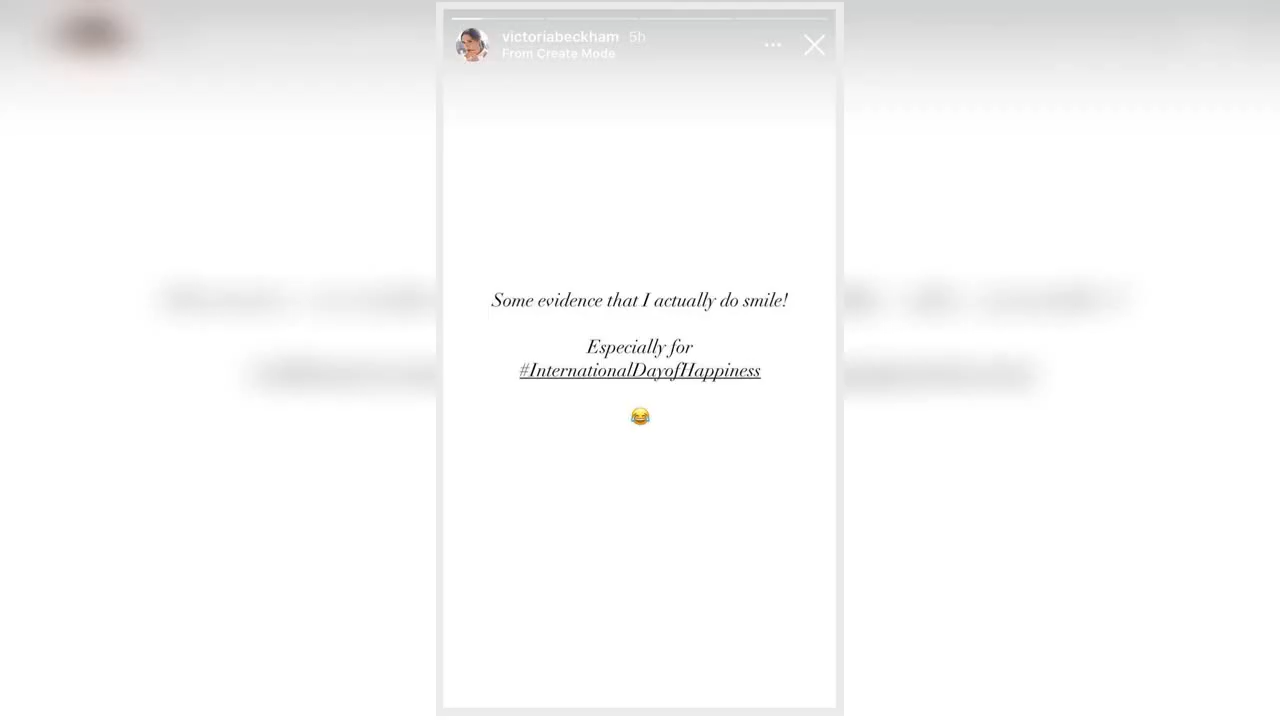 victoriabeckham 5h
From Create Mode
Some evidence that I actually do smile!
Especially for
#InternationalDayofHappiness
😂